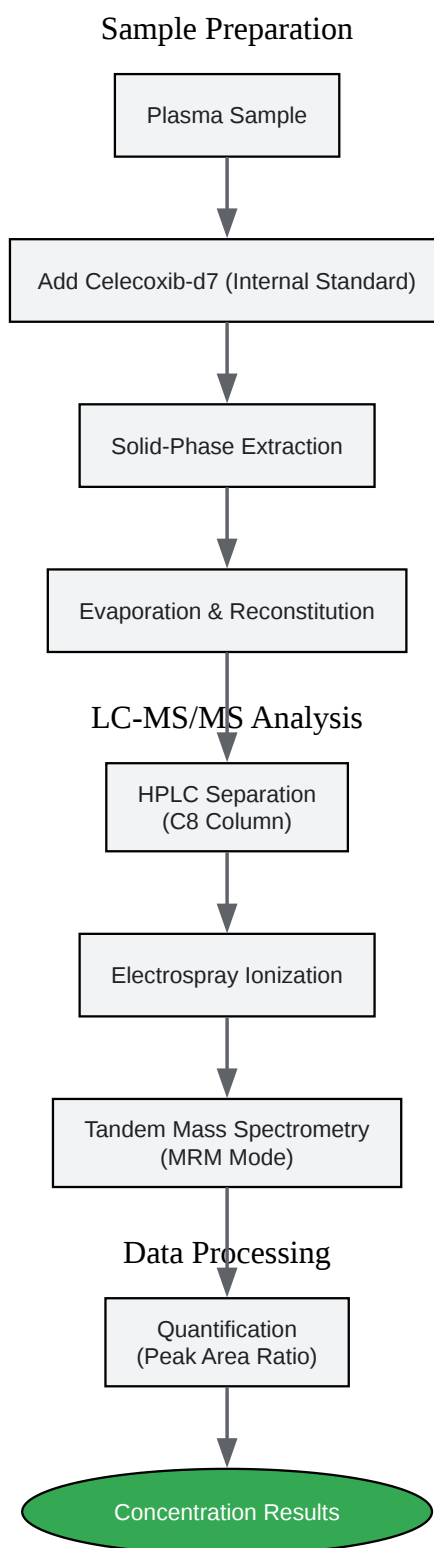 Sample Preparation
Plasma Sample
Add Celecoxib-d7 (Internal Standard)
Solid-Phase Extraction
Evaporation & Reconstitution
LC-MS/MS Analysis
HPLC Separation
(C8 Column)
Electrospray Ionization
Tandem Mass Spectrometry
(MRM Mode)
Data Processing
Quantification
(Peak Area Ratio)
Concentration Results